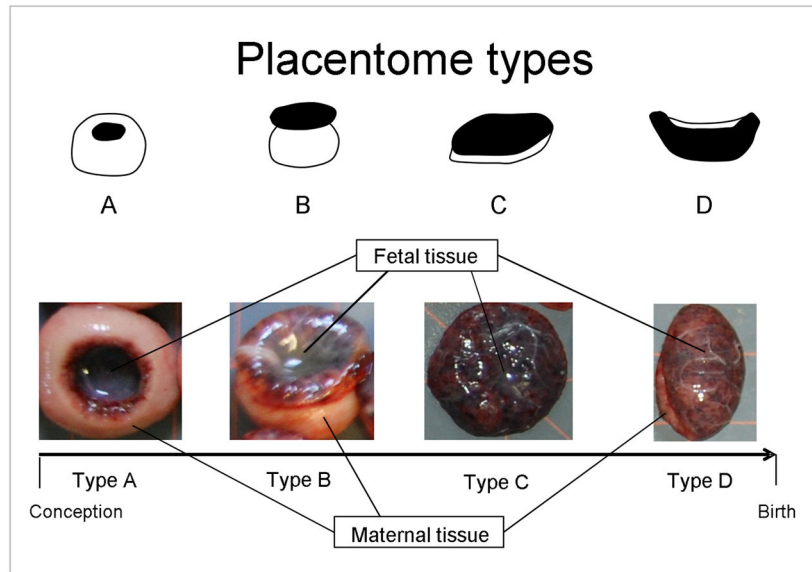 Placentome types
A
B
C
D
Fetal tissue
Type A
Type B
Type C
Type D
Conception
Birth
Maternal tissue